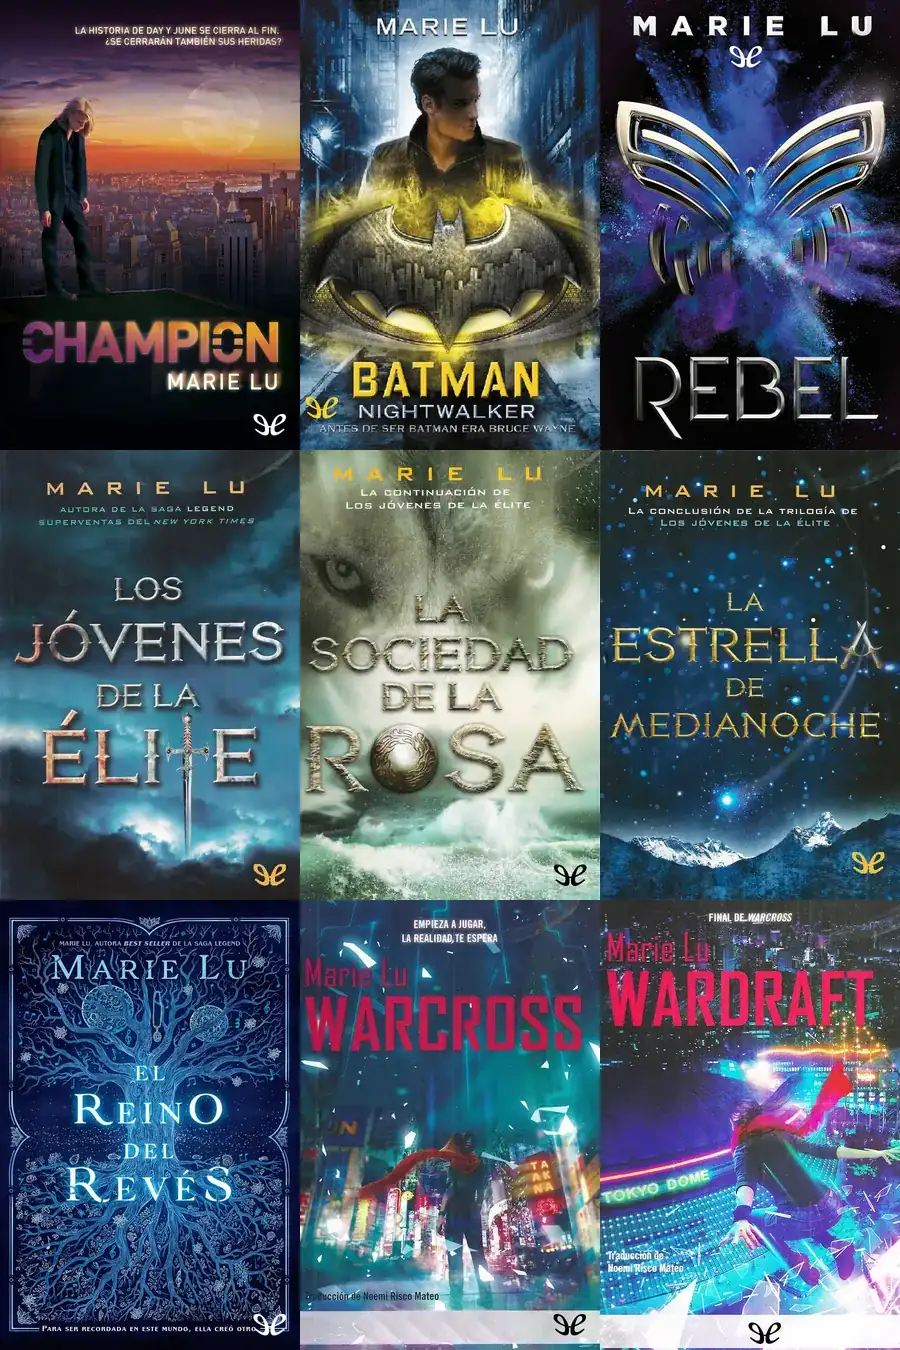 LA HISTORIA DE DAY Y JUNE SE CIERRA AL FIN.
¿SE CERRARÁN TAMBIÉN SUS HERIDAS?
CHAMPION
MARIE LU
MARIE LU
BATMAN
NIGHTWALKER
ANTES DE SER BATMAN ERA BRUCE WAYNE
MARIE LU
REBEL
MARIE LU
AUTORA DE LA SAGA LEGEND
SUPERVENTAS DEL NEW YORK TIMES
LOS
JÓVENES
DE LA
ÉLITE
MARIE LU
LA CONTINUACIÓN DE
LOS JÓVENES DE LA ÉLITE
LA
SOCIEDAD
DE LA
ROSA
MARIE LU
LA CONCLUSIÓN DE LA TRILOGÍA DE
LOS JÓVENES DE LA ÉLITE
LA
ESTRELLA
DE
MEDIANOCHE
MARIE LU, AUTORA BEST SELLER DE LA SAGA LEGEND
MARIE LU
EL
REINO
DEL
REVÉS
PARA SER RECORDADA EN ESTE MUNDO, ELLA CREÓ OTRO
EMPIEZA A JUGAR,
LA REALIDAD TE ESPERA
Marie Lu
WARCROSS
Traducción de Noemí Risco Mateo
FINAL DE WARCROSS
Marie Lu
WARDRAFT
TOKYO DOME
Traducción de
Noemí Risco Mateo